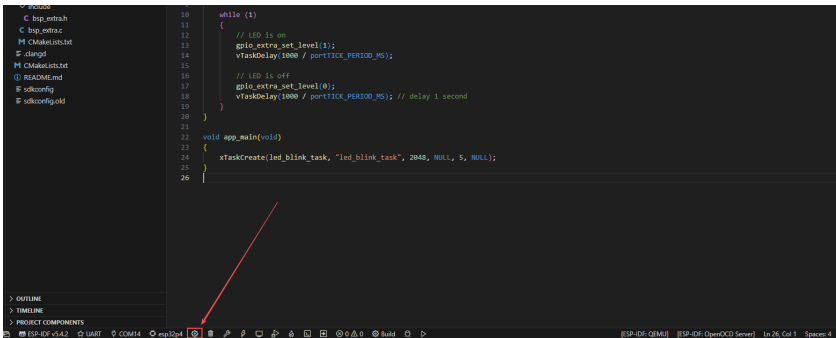 include
bsp_extra.h
bsp_extra.c
CMakeLists.txt
.clangd
CMakeLists.txt
README.md
sdkconfig
sdkconfig.old
10 while (1)
11 {
12 // LED is on
13 gpio_extra_set_level(1);
14 vTaskDelay(1000 / portTICK_PERIOD_MS);
15
16 // LED is off
17 gpio_extra_set_level(0);
18 vTaskDelay(1000 / portTICK_PERIOD_MS); // delay 1 second
19 }
20 }
21
22 void app_main(void)
23 {
24 xTaskCreate(led_blink_task, "led_blink_task", 2048, NULL, 5, NULL);
25 }
26
OUTLINE
TIMELINE
PROJECT COMPONENTS
ESP-IDF v5.4.2 UART COM14 esp32p4 0 0 Build [ESP-IDF: QEMU] [ESP-IDF: OpenOCD Server] Ln 26, Col 1 Spaces: 4